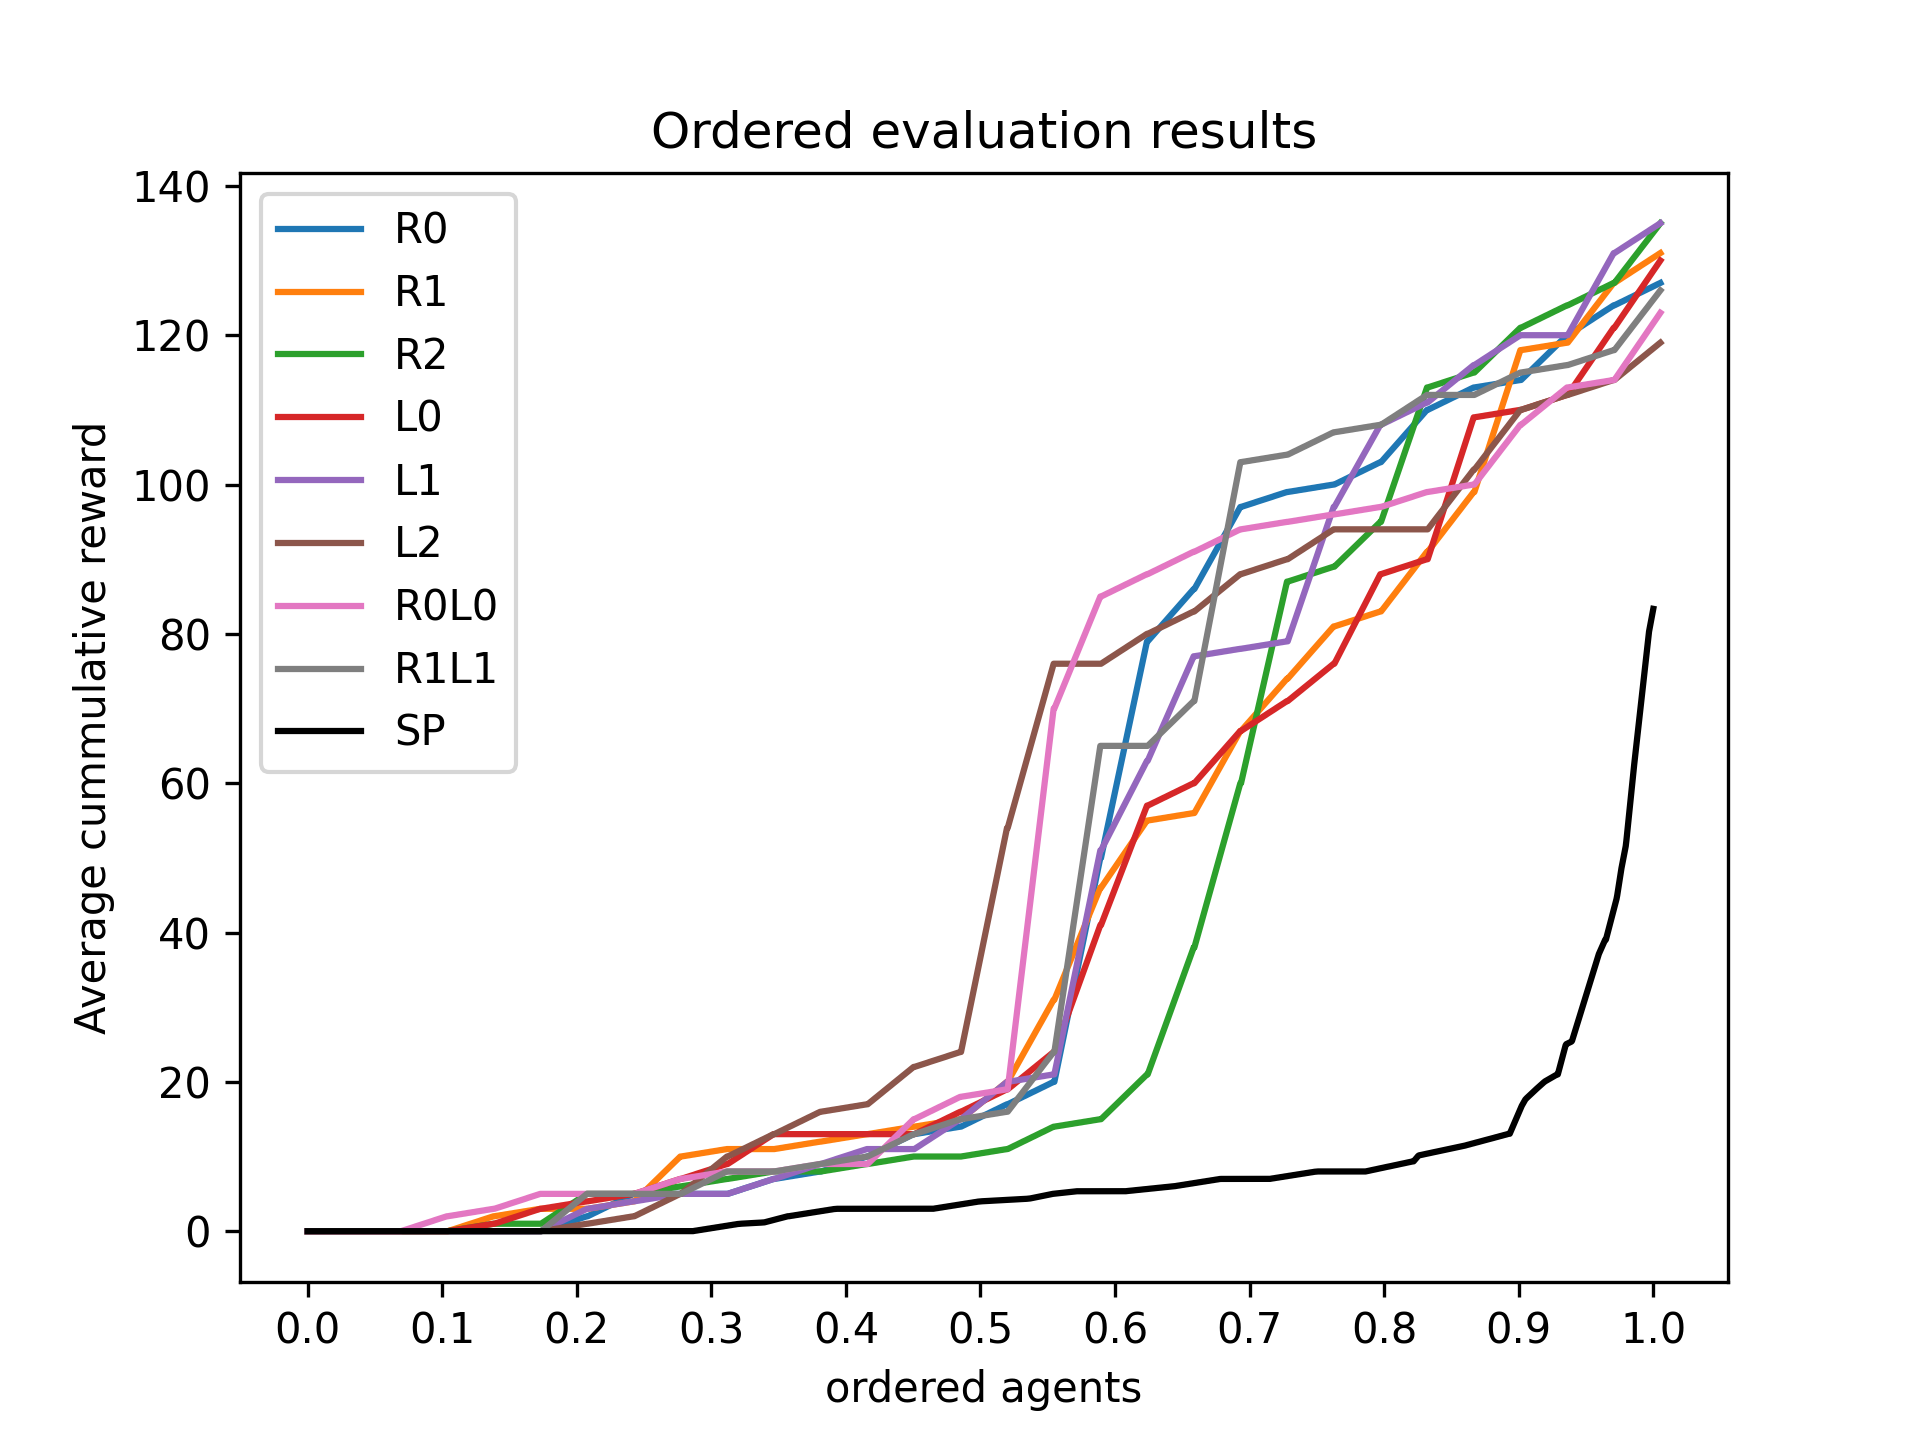 Ordered evaluation results
140
120
100
80
60
40
20
0
Average cummulative reward
R0
R1
R2
L0
L1
L2
R0L0
R1L1
SP
0.0 0.1 0.2 0.3 0.4 0.5 0.6 0.7 0.8 0.9 1.0
ordered agents